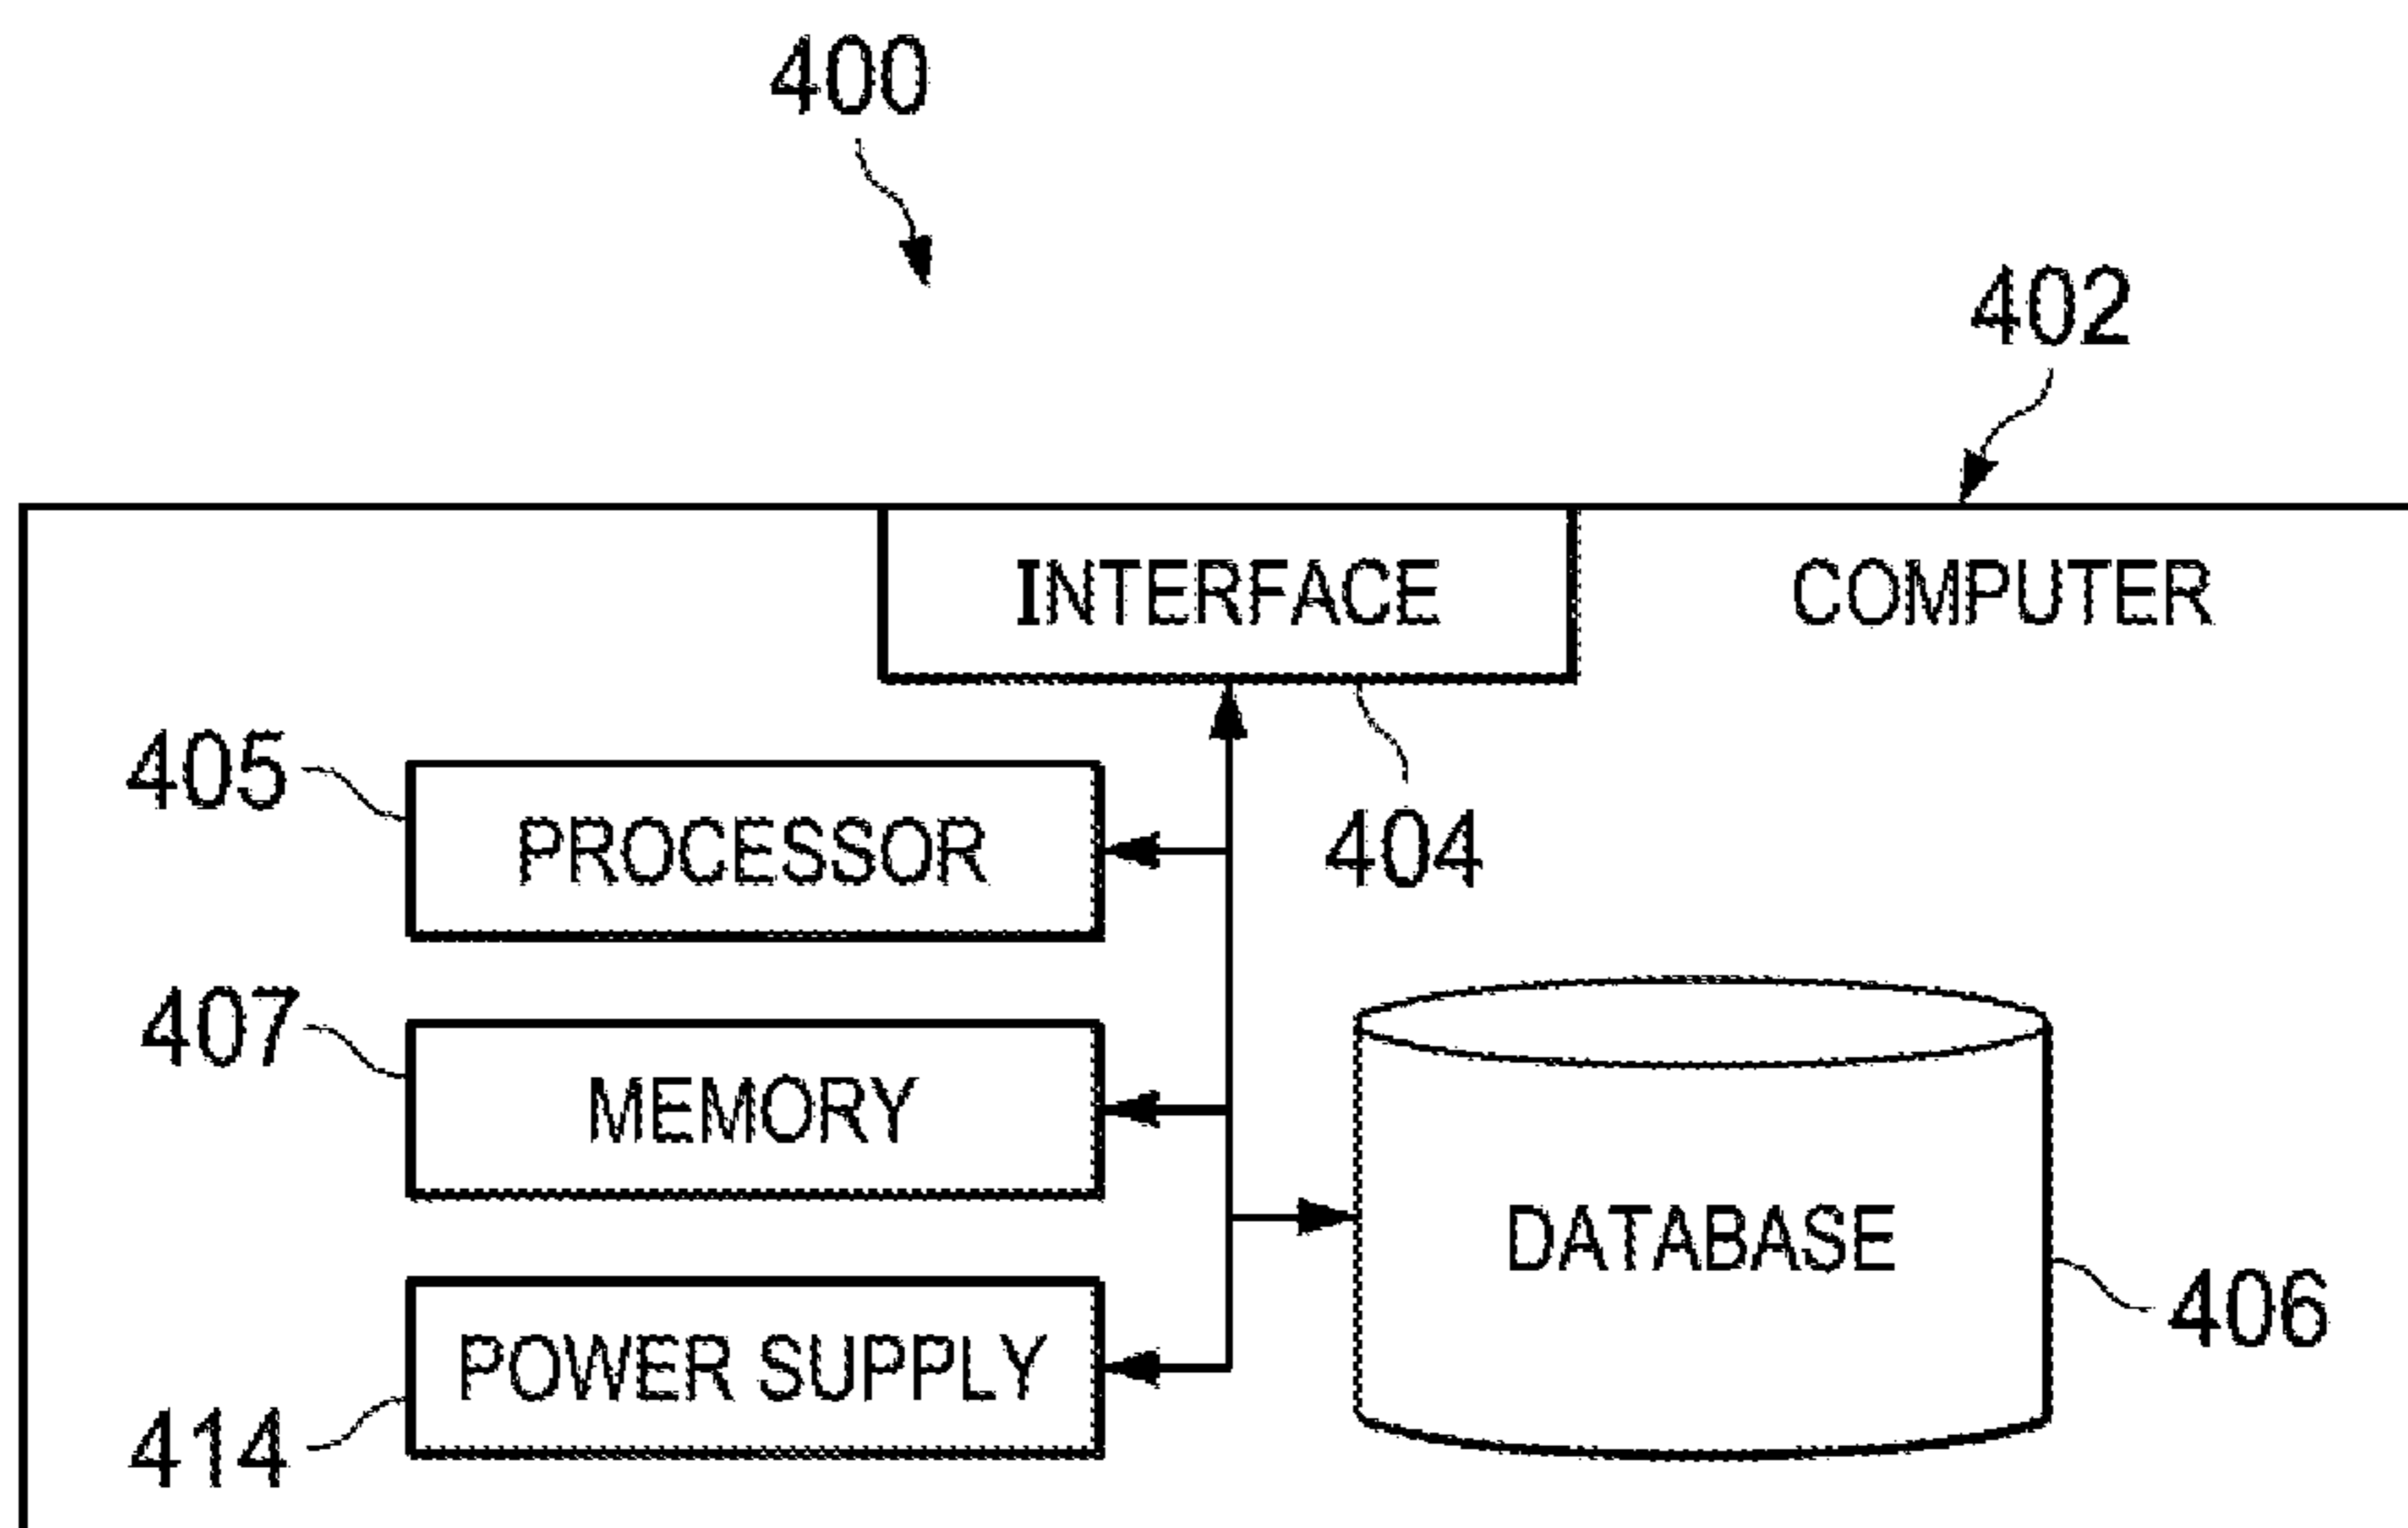 400
402
INTERFACE
COMPUTER
405
PROCESSOR
404
407
MEMORY
DATABASE
406
POWER SUPPLY
414